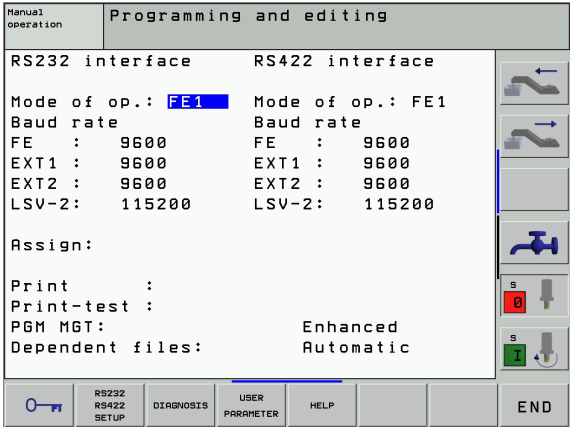 Manual
operation
Programming and editing
RS232 interface RS422 interface
Mode of op.: FE1 Mode of op.: FE1
Baud rate Baud rate
FE : 9600 FE : 9600
EXT1 : 9600 EXT1 : 9600
EXT2 : 9600 EXT2 : 9600
LSV-2: 115200 LSV-2: 115200
Assign:
Print :
Print-test :
PGM MGT: Enhanced
Dependent files: Automatic
S
0
S
I
RS232
RS422
SETUP
DIAGNOSIS
USER
PARAMETER
HELP
END